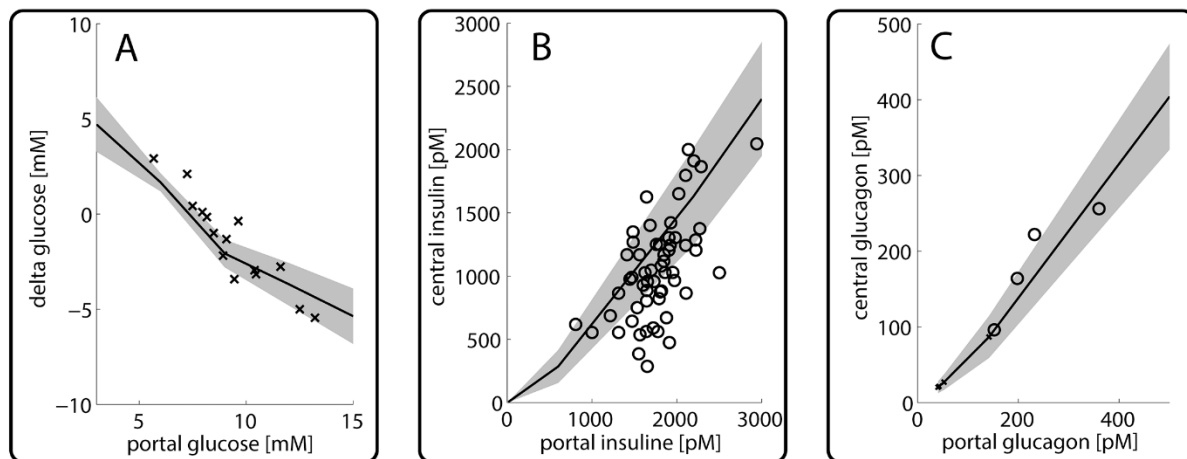 A
10
5
0
−5
−10
5
10
15
delta glucose [mM]
portal glucose [mM]
B
3000
2500
2000
1500
1000
500
0
1000
2000
3000
central insulin [pM]
portal insuline [pM]
C
500
400
300
200
100
0
200
400
central glucagon [pM]
portal glucagon [pM]